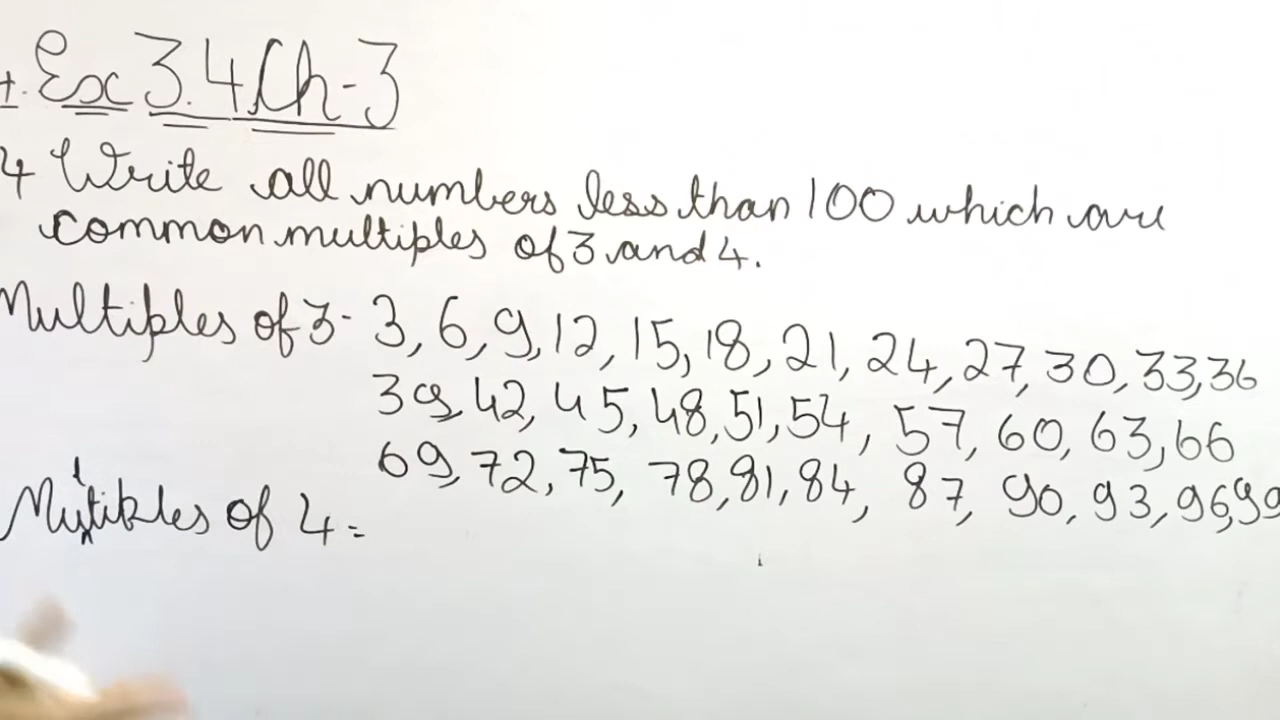 +. Ex 3.4 Ch-3
4 Write all numbers less than 100 which are
common multiples of 3 and 4.
Multiples of 3- 3, 6, 9, 12, 15, 18, 21, 24, 27, 30, 33, 36
39, 42, 45, 48, 51, 54, 57, 60, 63, 66
69, 72, 75, 78, 81, 84, 87, 90, 93, 96, 99
Multibles of 4 =